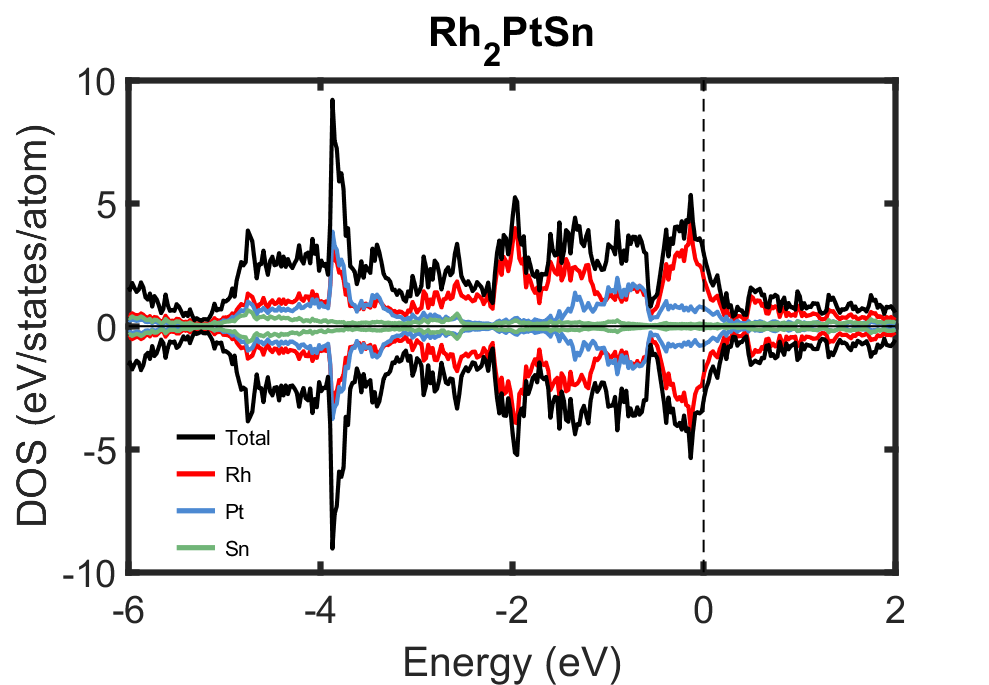 Rh2PtSn
10
5
0
-5
-10
DOS (eV/states/atom)
Total
Rh
Pt
Sn
-6 -4 -2 0 2
Energy (eV)